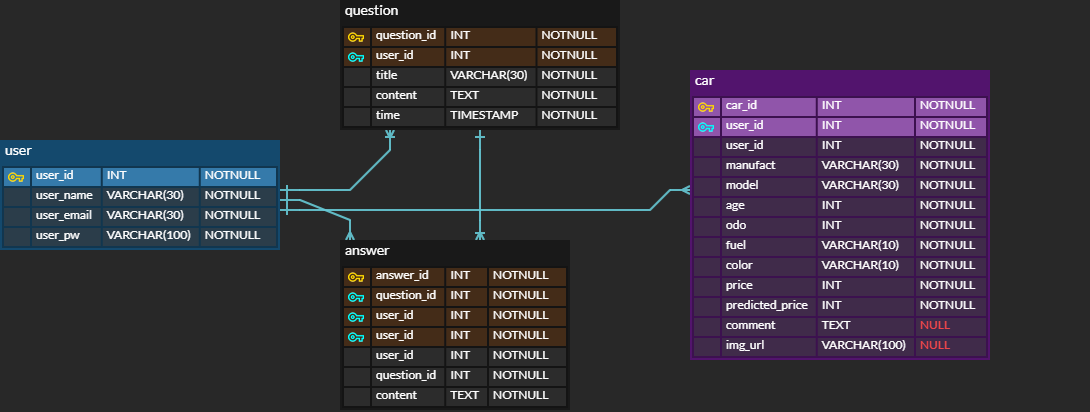 question
question_id INT NOTNULL
user_id INT NOTNULL
title VARCHAR(30) NOTNULL
content TEXT NOTNULL
time TIMESTAMP NOTNULL
car
car_id INT NOTNULL
user_id INT NOTNULL
user_id INT NOTNULL
manufact VARCHAR(30) NOTNULL
model VARCHAR(30) NOTNULL
age INT NOTNULL
odo INT NOTNULL
fuel VARCHAR(10) NOTNULL
color VARCHAR(10) NOTNULL
price INT NOTNULL
predicted_price INT NOTNULL
comment TEXT NULL
img_url VARCHAR(100) NULL
user
user_id INT NOTNULL
user_name VARCHAR(30) NOTNULL
user_email VARCHAR(30) NOTNULL
user_pw VARCHAR(100) NOTNULL
answer
answer_id INT NOTNULL
question_id INT NOTNULL
user_id INT NOTNULL
user_id INT NOTNULL
user_id INT NOTNULL
question_id INT NOTNULL
content TEXT NOTNULL